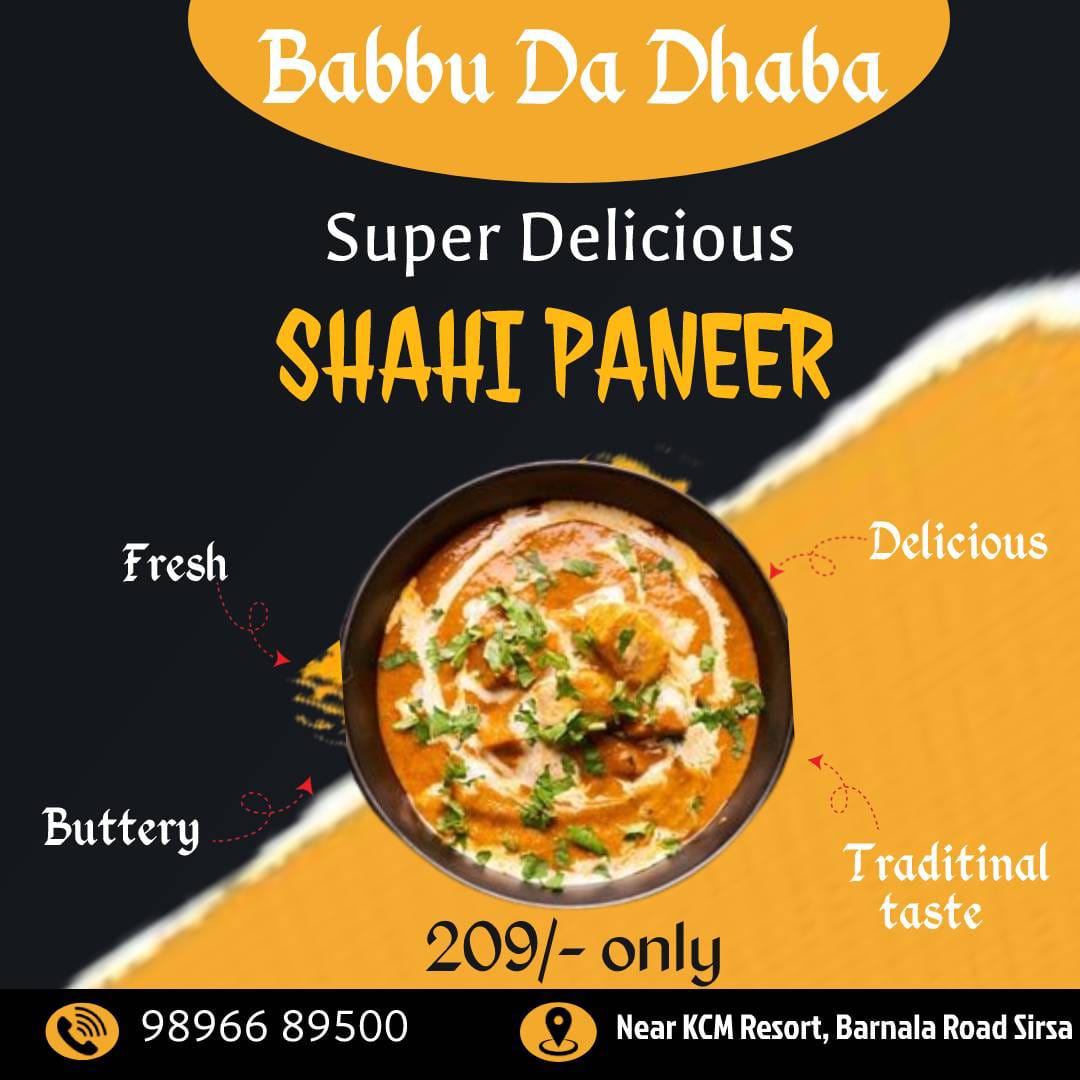 Babbu Da Dhaba
Super Delicious
SHAHI PANEER
Fresh
Delicious
Buttery
Traditinal
taste
209/- only
98966 89500
Near KCM Resort, Barnala Road Sirsa